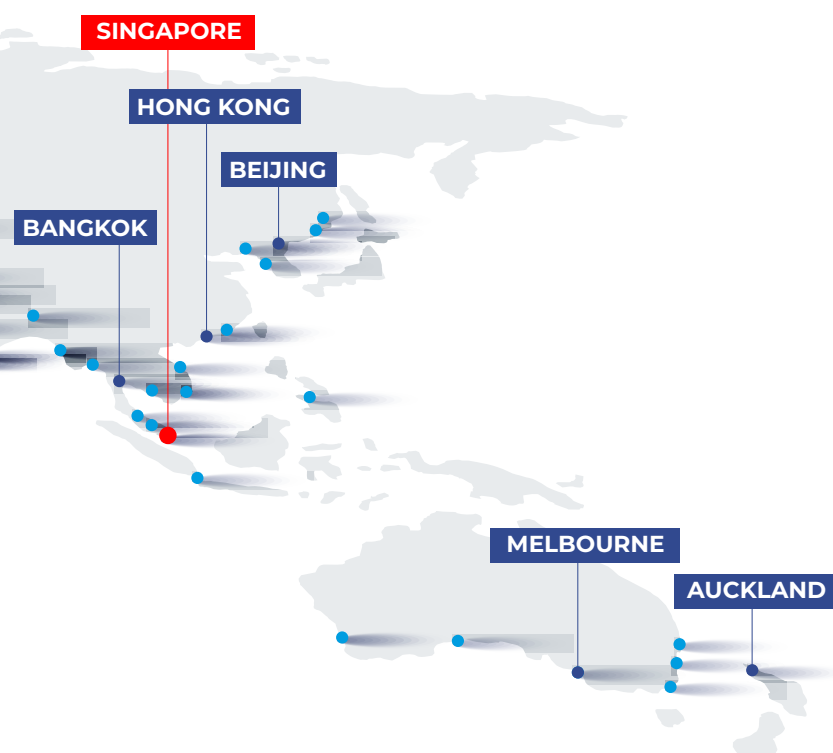 SINGAPORE
HONG KONG
BEIJING
BANGKOK
MELBOURNE
AUCKLAND